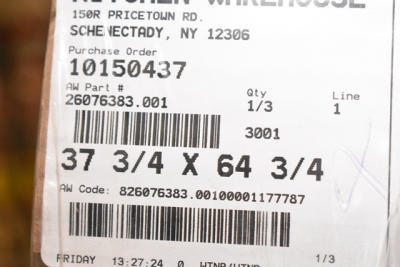 WAREHOUSE
150R PRICETOWN RD.
SCHENECTADY, NY 12306
Purchase Order
10150437
AW Part #
26076383.001
Qty
1/3
Line
1
3001
37 3/4 X 64 3/4
AW Code: 826076383.00100001177787
FRIDAY 13:27:24 0
1/3